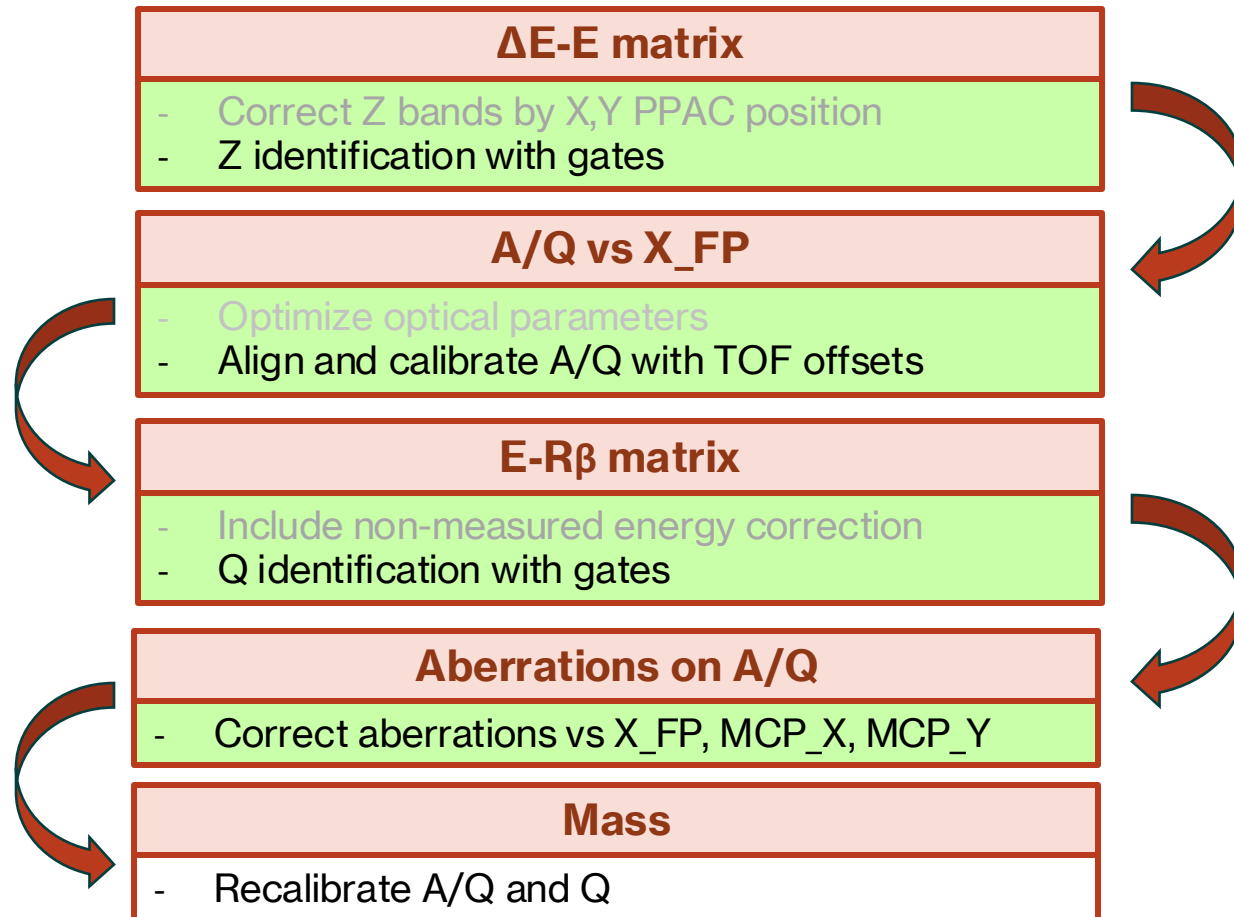 ΔE-E matrix
- Correct Z bands by X,Y PPAC position
- Z identification with gates
A/Q vs X_FP
- Optimize optical parameters
- Align and calibrate A/Q with TOF offsets
E-Rβ matrix
- Include non-measured energy correction
- Q identification with gates
Aberrations on A/Q
- Correct aberrations vs X_FP, MCP_X, MCP_Y
Mass
- Recalibrate A/Q and Q